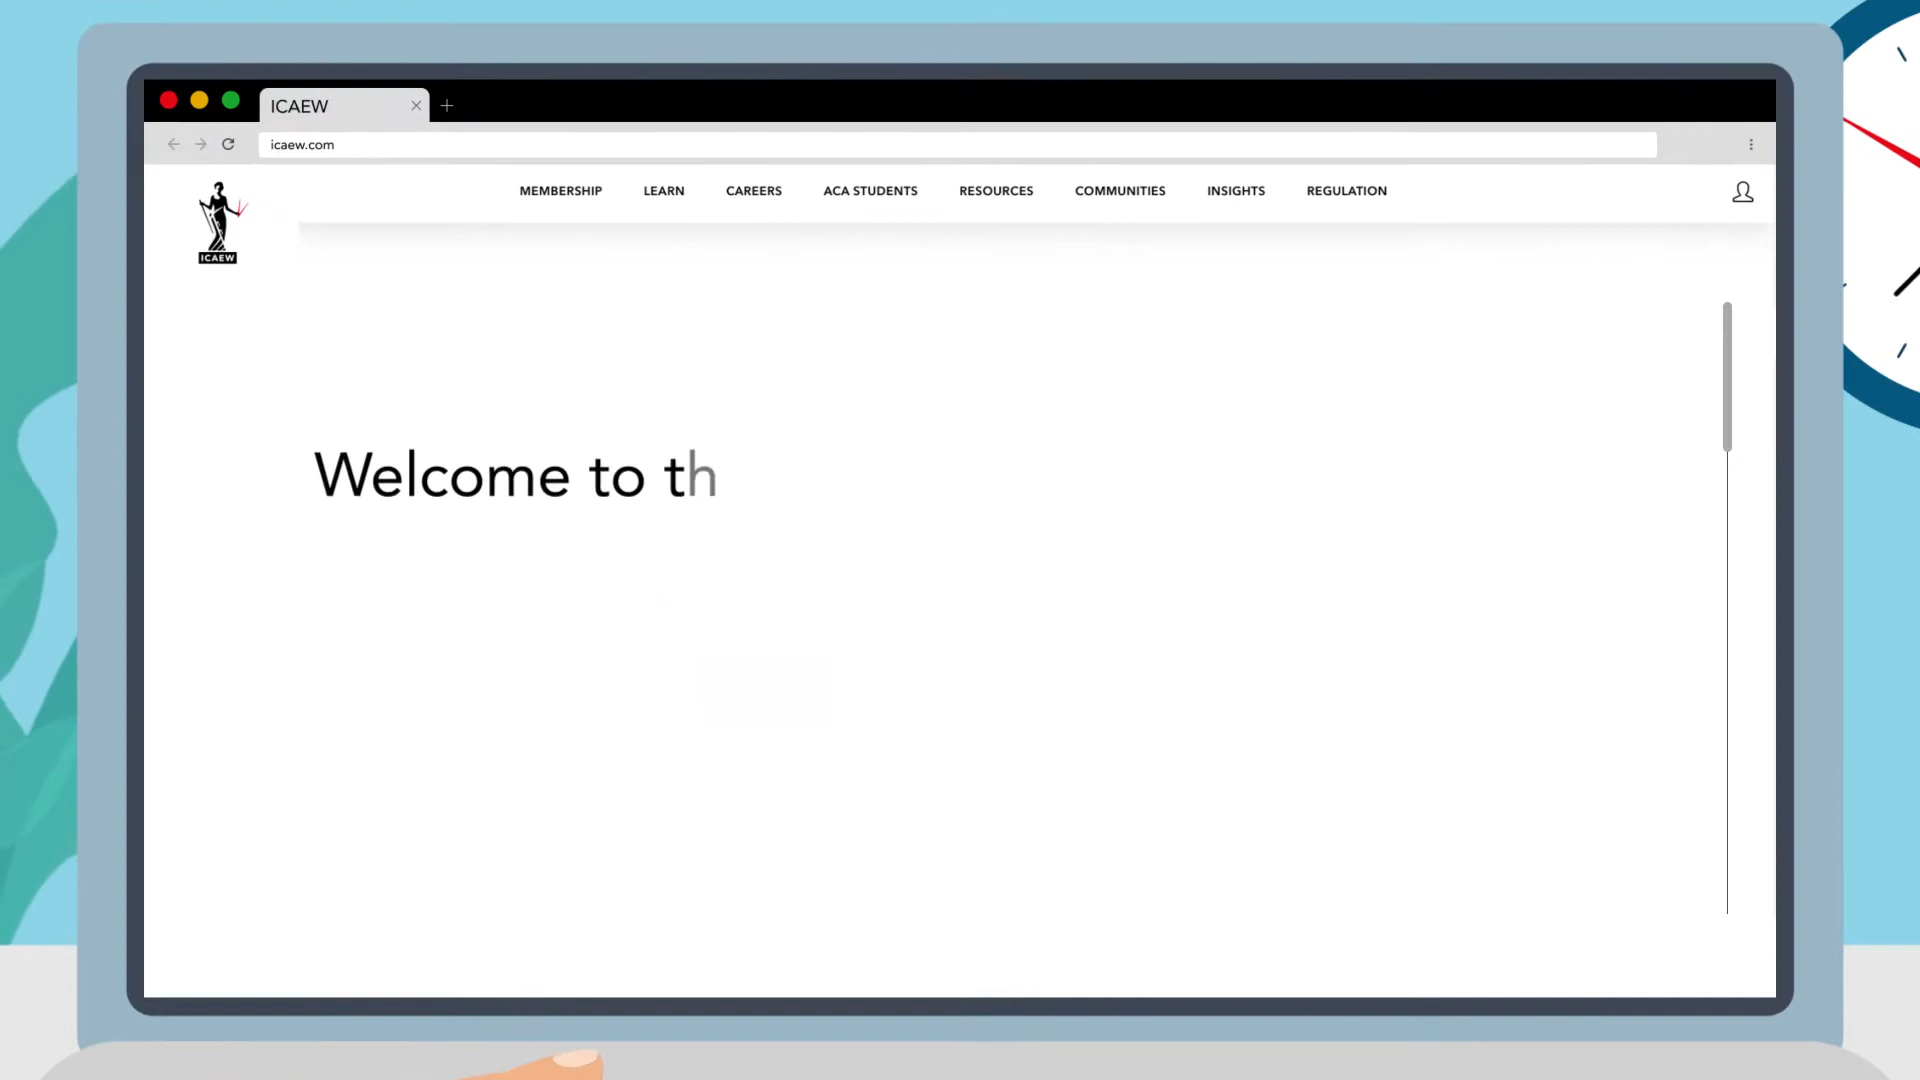 ICAEW
icaew.com
MEMBERSHIP LEARN CAREERS ACA STUDENTS RESOURCES COMMUNITIES INSIGHTS REGULATION
ICAEW
Welcome to th